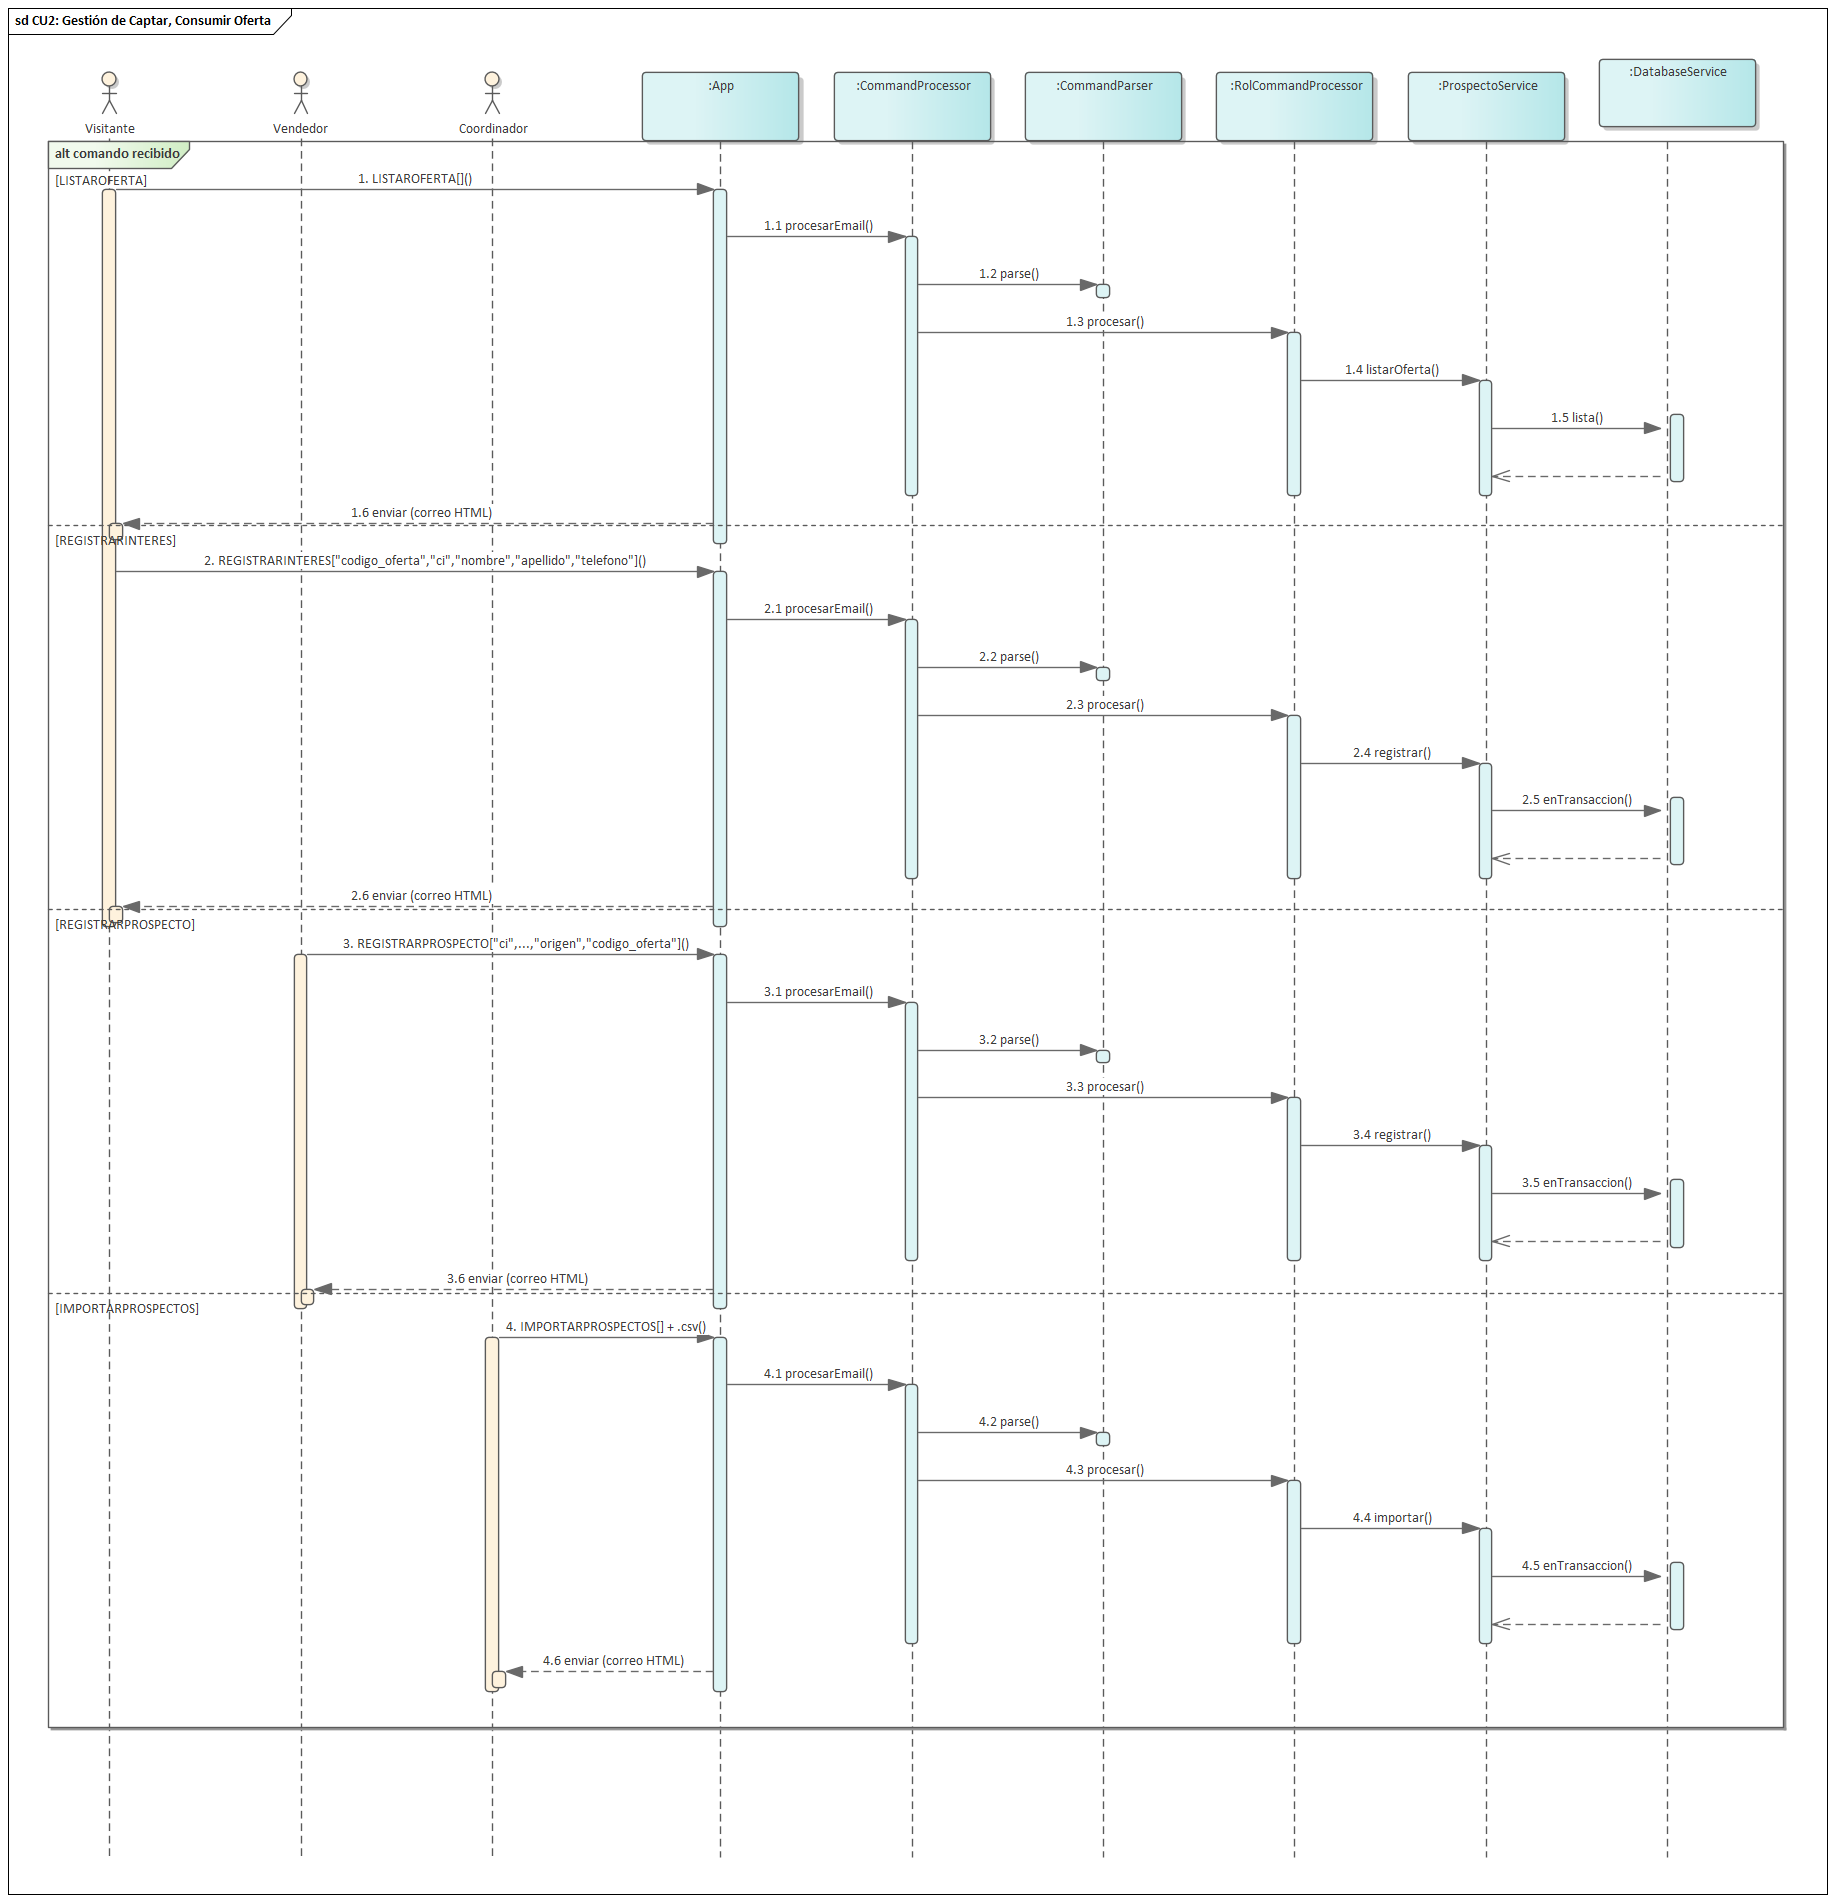 sd CU2: Gestión de Captar, Consumir Oferta
Visitante
Vendedor
Coordinador
:App
:CommandProcessor
:CommandParser
:RolCommandProcessor
:ProspectoService
:DatabaseService
alt comando recibido
[LISTAROFERTA]
1. LISTAROFERTA[]()
1.1 procesarEmail()
1.2 parse()
1.3 procesar()
1.4 listarOferta()
1.5 lista()
1.6 enviar (correo HTML)
[REGISTRARINTERES]
2. REGISTRARINTERES["codigo_oferta","ci","nombre","apellido","telefono"]()
2.1 procesarEmail()
2.2 parse()
2.3 procesar()
2.4 registrar()
2.5 enTransaccion()
2.6 enviar (correo HTML)
[REGISTRARPROSPECTO]
3. REGISTRARPROSPECTO["ci",...,"origen","codigo_oferta"]()
3.1 procesarEmail()
3.2 parse()
3.3 procesar()
3.4 registrar()
3.5 enTransaccion()
3.6 enviar (correo HTML)
[IMPORTARPROSPECTOS]
4. IMPORTARPROSPECTOS[] + .csv()
4.1 procesarEmail()
4.2 parse()
4.3 procesar()
4.4 importar()
4.5 enTransaccion()
4.6 enviar (correo HTML)